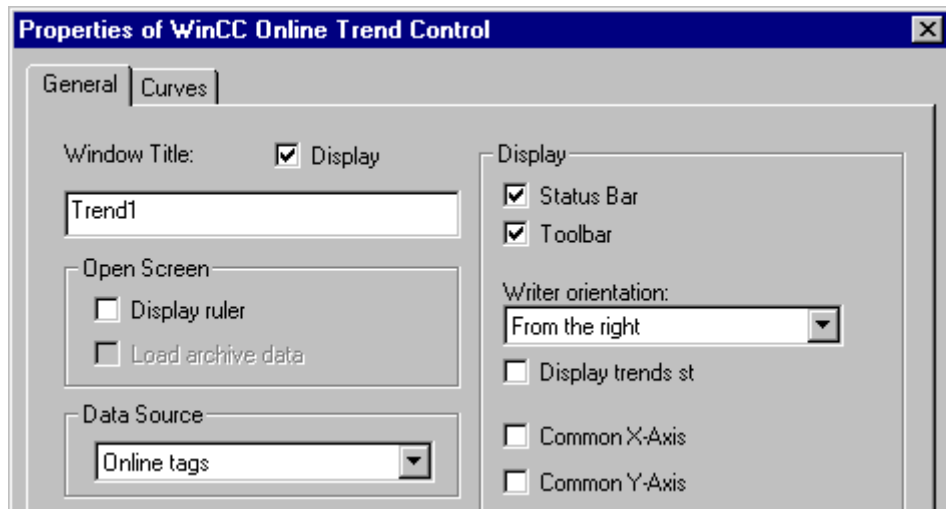 Properties of WinCC Online Trend Control
General Curves
Window Title: Display
Trend1
Open Screen
Display ruler
Load archive data
Data Source
Online tags
Display
Status Bar
Toolbar
Writer orientation:
From the right
Display trends st
Common X-Axis
Common Y-Axis